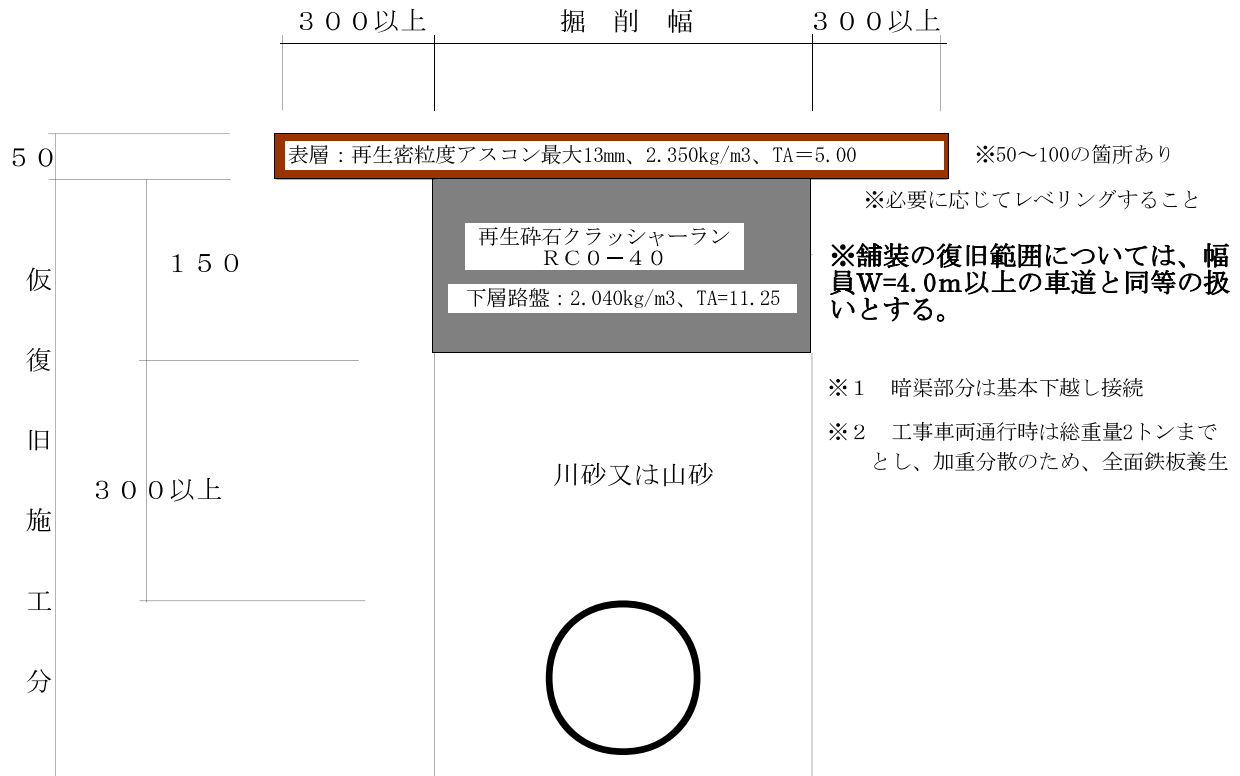 ３００以上
掘　削　幅
３００以上
５０
表層：再生密粒度アスコン最大13mm、2.350kg/m3、TA＝5.00
※50～100の箇所あり
※必要に応じてレベリングすること
１５０
再生砕石クラッシャーラン
ＲＣ０－４０
下層路盤：2.040kg/m3、TA=11.25
※舗装の復旧範囲については、幅
員W=4.0m以上の車道と同等の扱
いとする。
仮復旧施工分
３００以上
川砂又は山砂
※１　暗渠部分は基本下越し接続
※２　工事車両通行時は総重量2トンまで
とし、加重分散のため、全面鉄板養生